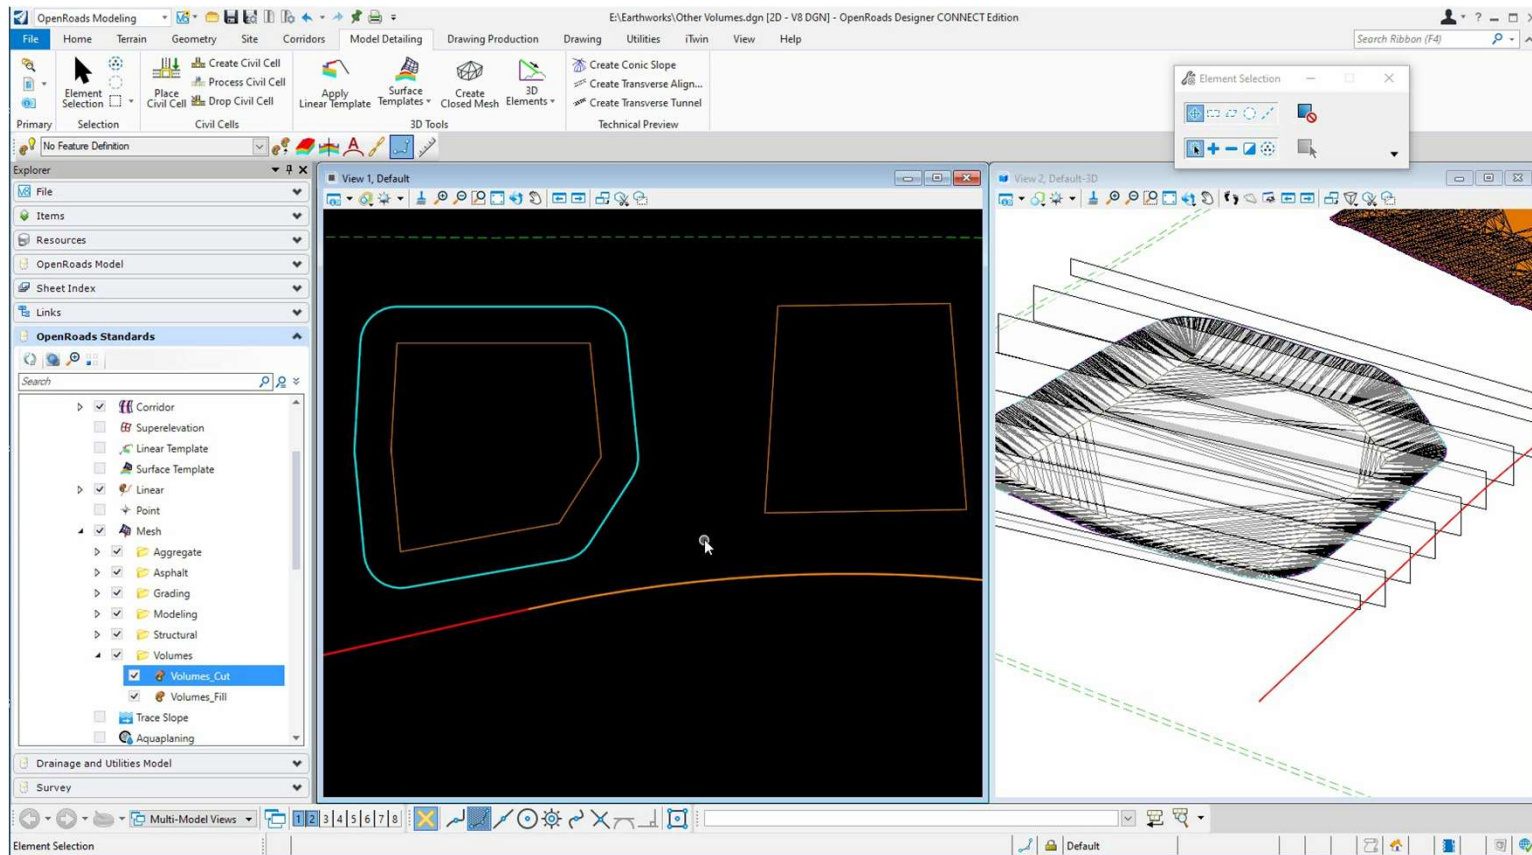 OpenRoads Modeling
E:\Earthworks\Other Volumes.dgn [2D - V8 DGN] - OpenRoads Designer CONNECT Edition
File Home Terrain Geometry Site Corridors Model Detailing Drawing Production Drawing Utilities iTwin View Help
Search Ribbon (F4)
Element Selection
Place Civil Cell
Create Civil Cell
Process Civil Cell
Drop Civil Cell
Apply Linear Template
Surface Templates
Create Closed Mesh
3D Elements
Create Conic Slope
Create Transverse Align...
Create Transverse Tunnel
Primary Selection Civil Cells 3D Tools Technical Preview
Element Selection
No Feature Definition
Explorer
File
Items
Resources
OpenRoads Model
Sheet Index
Links
OpenRoads Standards
Search
Corridor
Superelevation
Linear Template
Surface Template
Linear
Point
Mesh
Aggregate
Asphalt
Grading
Modeling
Structural
Volumes
Volumes_Cut
Volumes_Fill
Trace Slope
Aquaplaning
Drainage and Utilities Model
Survey
View 1, Default
View 2, Default-3D
Multi-Model Views
1 2 3 4 5 6 7 8
Element Selection
Default